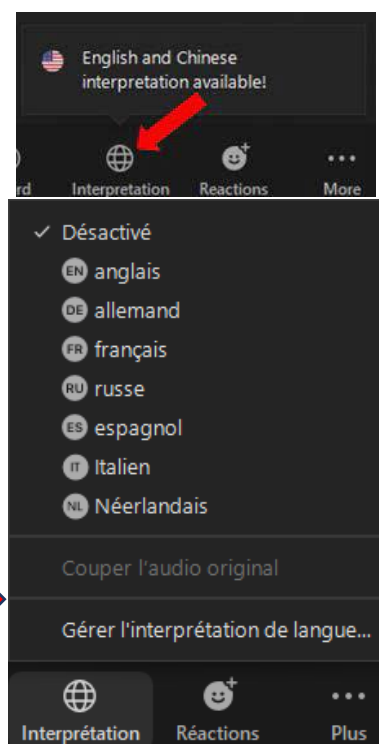 English and Chinese
interpretation available!
rd Interpretation Reactions More
Désactivé
EN anglais
DE allemand
FR français
RU russe
ES espagnol
IT Italien
NL Néerlandais
Couper l'audio original
Gérer l'interprétation de langue...
Interprétation Réactions Plus